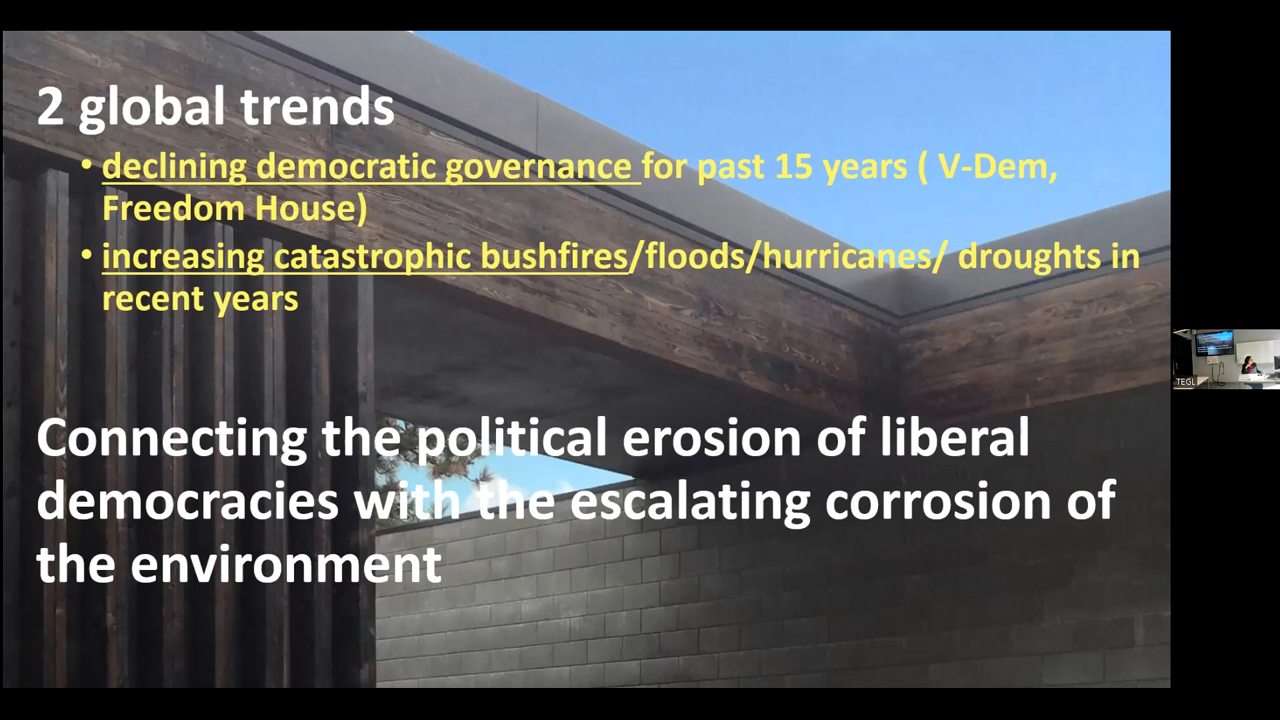 2 global trends
• declining democratic governance for past 15 years ( V-Dem,
Freedom House)
• increasing catastrophic bushfires/floods/hurricanes/ droughts in
recent years
Connecting the political erosion of liberal
democracies with the escalating corrosion of
the environment
TEGL